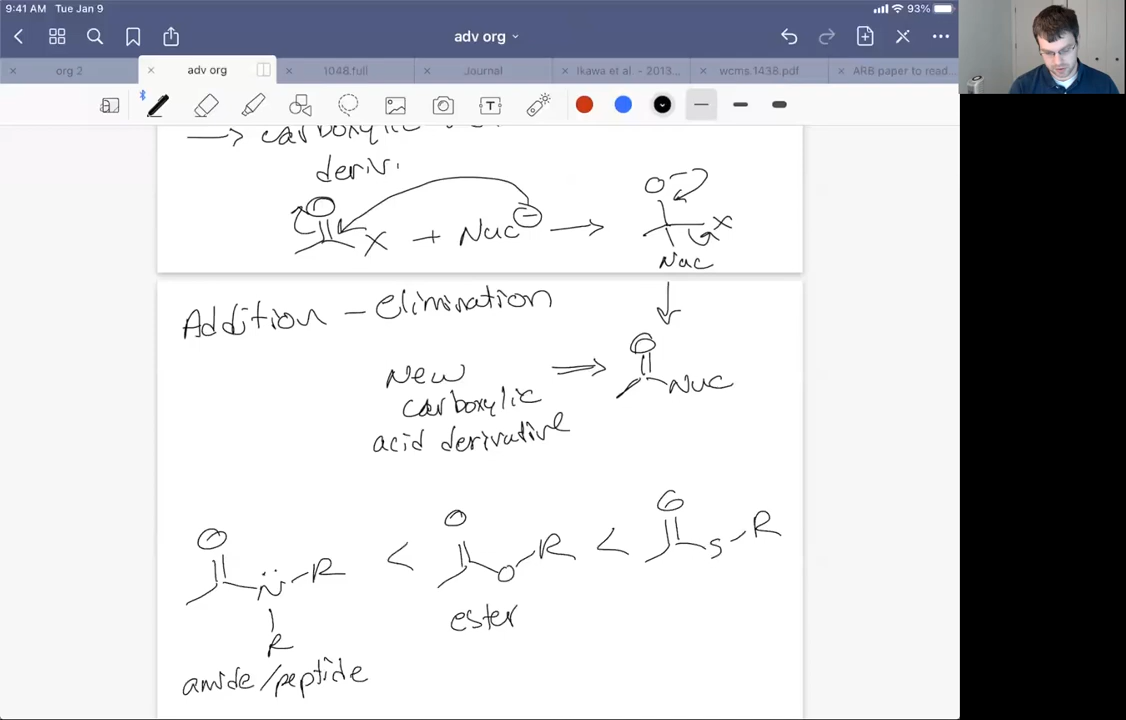 9:41 AM Tue Jan 9
93%
adv org
org 2
adv org
1048.full
Journal
Ikawa et al. - 2013...
wcms.1438.pdf
ARB paper to read...
T
→ carboxylic
deriv.
O
X + Nuc⊖ →
O-
X
Nuc
Addition - elimination
O
New ⇒
Nuc
carboxylic
acid derivative
O
N-R
R
<
O
O-R
<
O
S-R
ester
amide/peptide